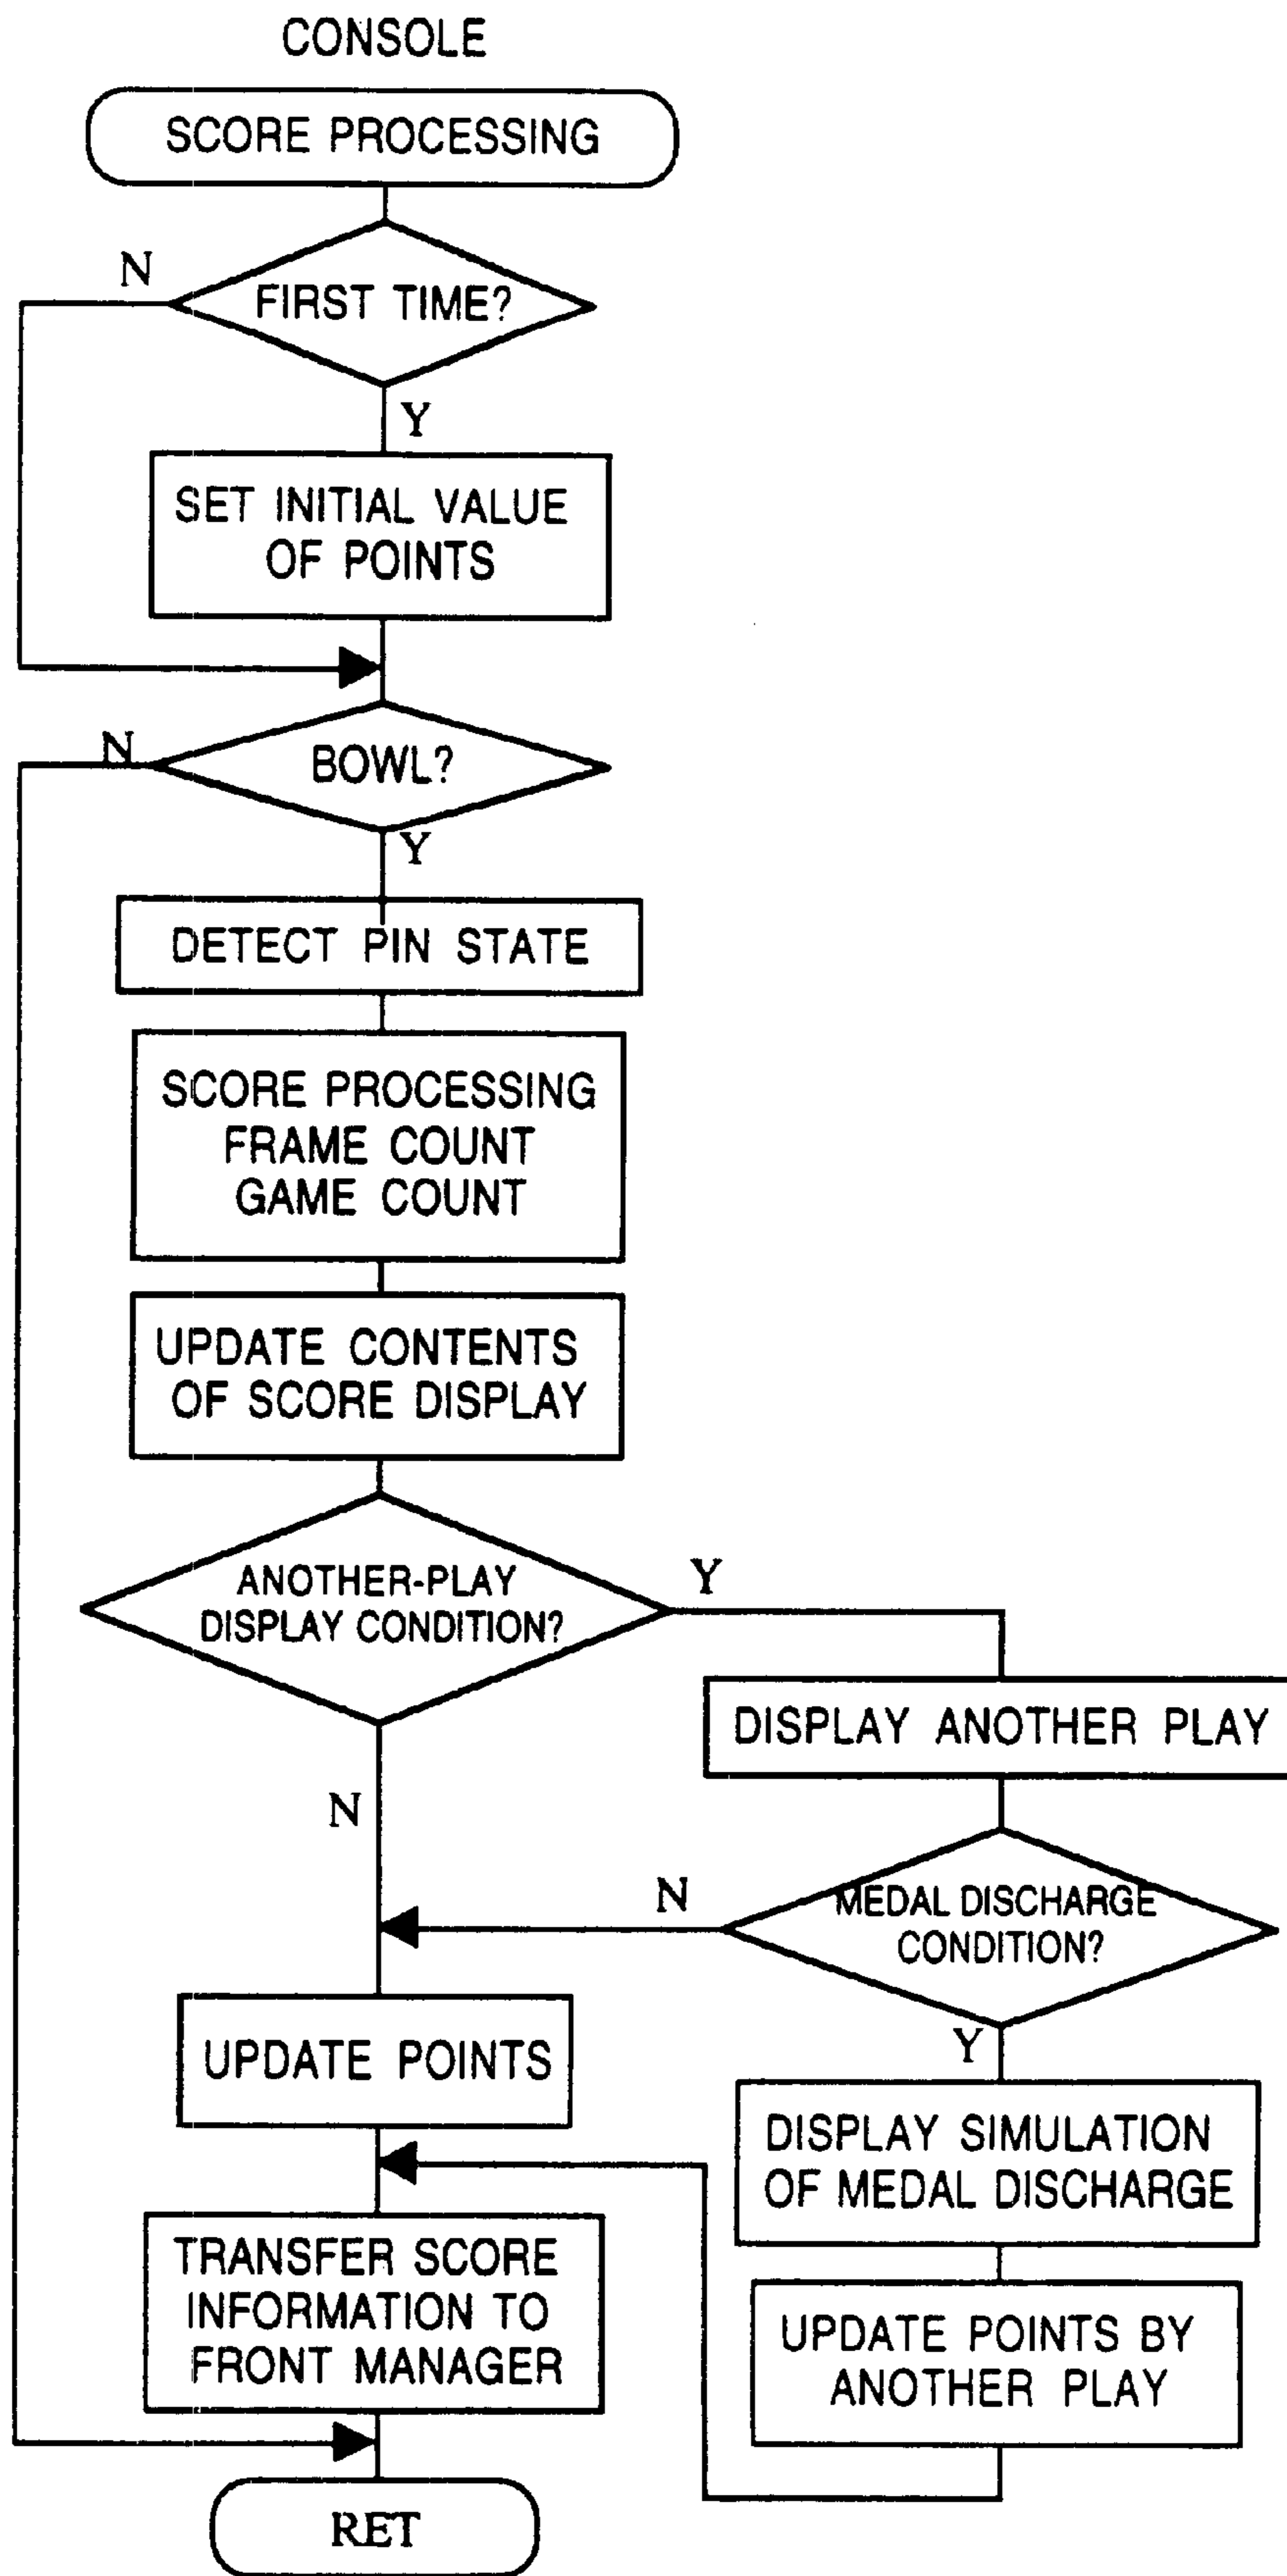 CONSOLE
SCORE PROCESSING
N
FIRST TIME?
Y
SET INITIAL VALUE
OF POINTS
N
BOWL?
Y
DETECT PIN STATE
SCORE PROCESSING
FRAME COUNT
GAME COUNT
UPDATE CONTENTS
OF SCORE DISPLAY
ANOTHER-PLAY
DISPLAY CONDITION?
Y
DISPLAY ANOTHER PLAY
N
N
MEDAL DISCHARGE
CONDITION?
Y
UPDATE POINTS
DISPLAY SIMULATION
OF MEDAL DISCHARGE
TRANSFER SCORE
INFORMATION TO
FRONT MANAGER
UPDATE POINTS BY
ANOTHER PLAY
RET